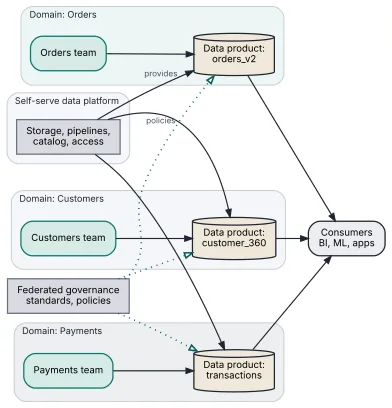 Domain: Orders
Orders team
Data product:
orders_v2
provides
Self-serve data platform
Storage, pipelines,
catalog, access
policies
Domain: Customers
Customers team
Data product:
customer_360
Consumers
BI, ML, apps
Federated governance
standards, policies
Domain: Payments
Payments team
Data product:
transactions